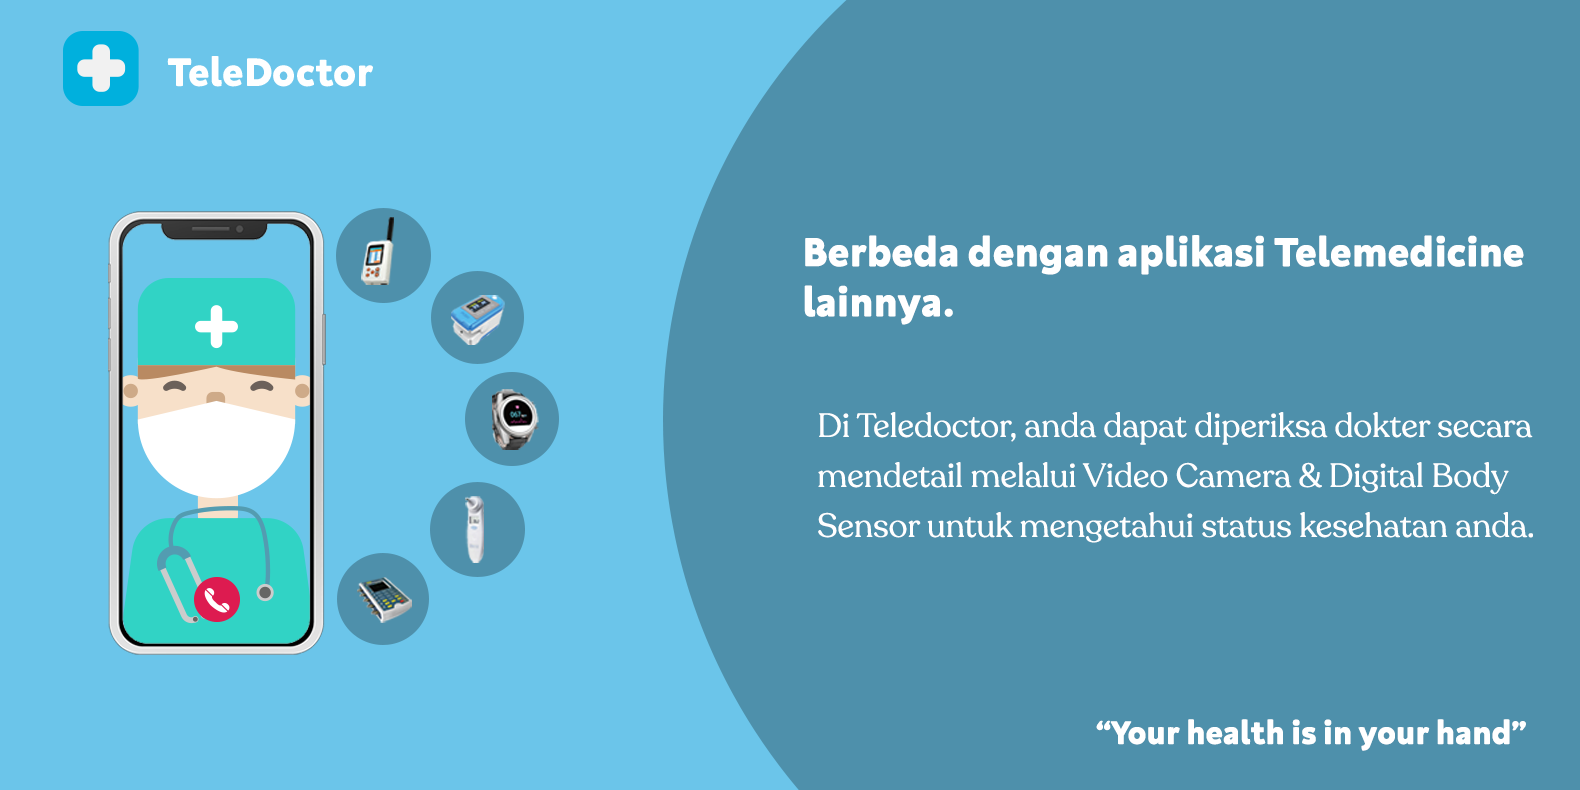 TeleDoctor
Berbeda dengan aplikasi Telemedicine
lainnya.
Di Teledoctor, anda dapat diperiksa dokter secara
mendetail melalui Video Camera & Digital Body
Sensor untuk mengetahui status kesehatan anda.
“Your health is in your hand”